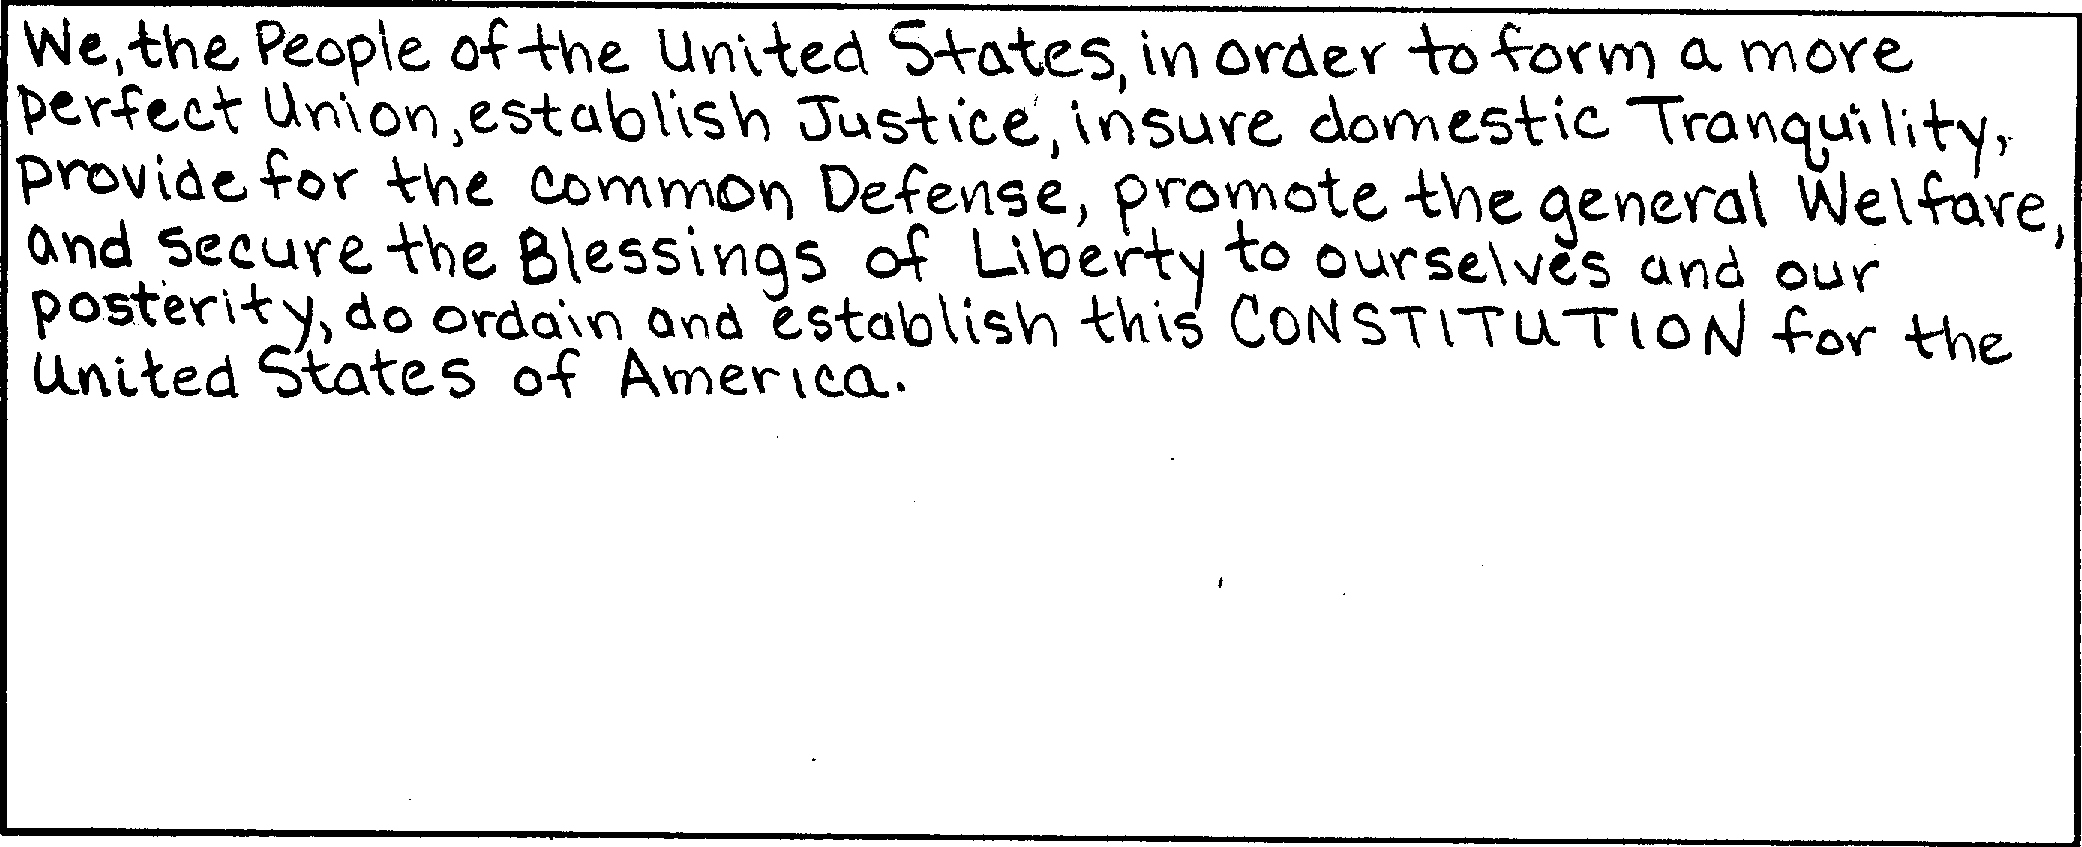 We, the People of the United States, in order to form a more
perfect Union, establish Justice, insure domestic Tranquility,
provide for the common Defense, promote the general Welfare,
and secure the Blessings of Liberty to ourselves and our
posterity, do ordain and establish this CONSTITUTION for the
United States of America.